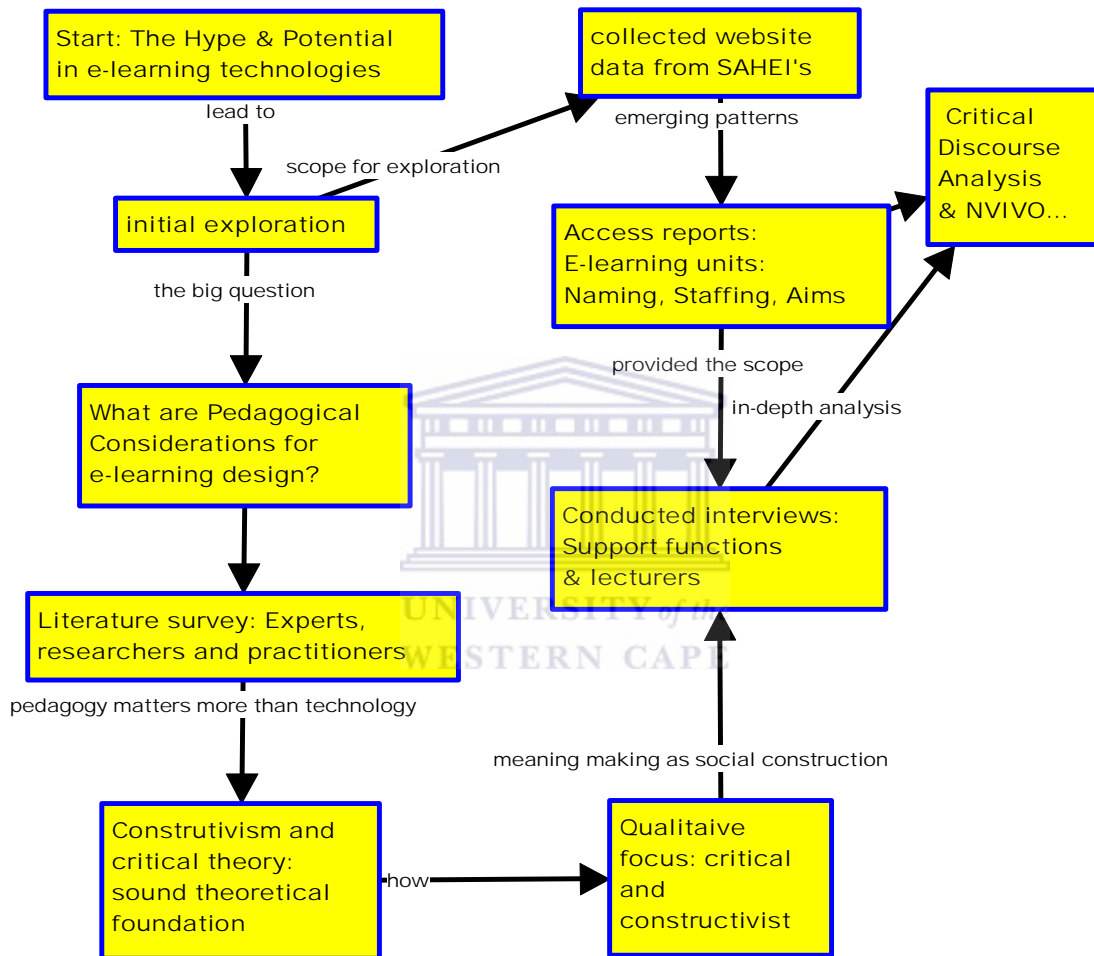 Start: The Hype & Potential
in e-learning technologies
lead to
initial exploration
scope for exploration
collected website
data from SAHEI's
emerging patterns
Access reports:
E-learning units:
Naming, Staffing, Aims
Critical
Discourse
Analysis
& NVIVO...
the big question
What are Pedagogical
Considerations for
e-learning design?
Literature survey: Experts,
researchers and practitioners
pedagogy matters more than technology
Construtivism and
critical theory:
sound theoretical
foundation
how
Qualitaive
focus: critical
and
constructivist
meaning making as social construction
provided the scope
Conducted interviews:
Support functions
& lecturers
in-depth analysis
UNIVERSITY of the
WESTERN CAPE